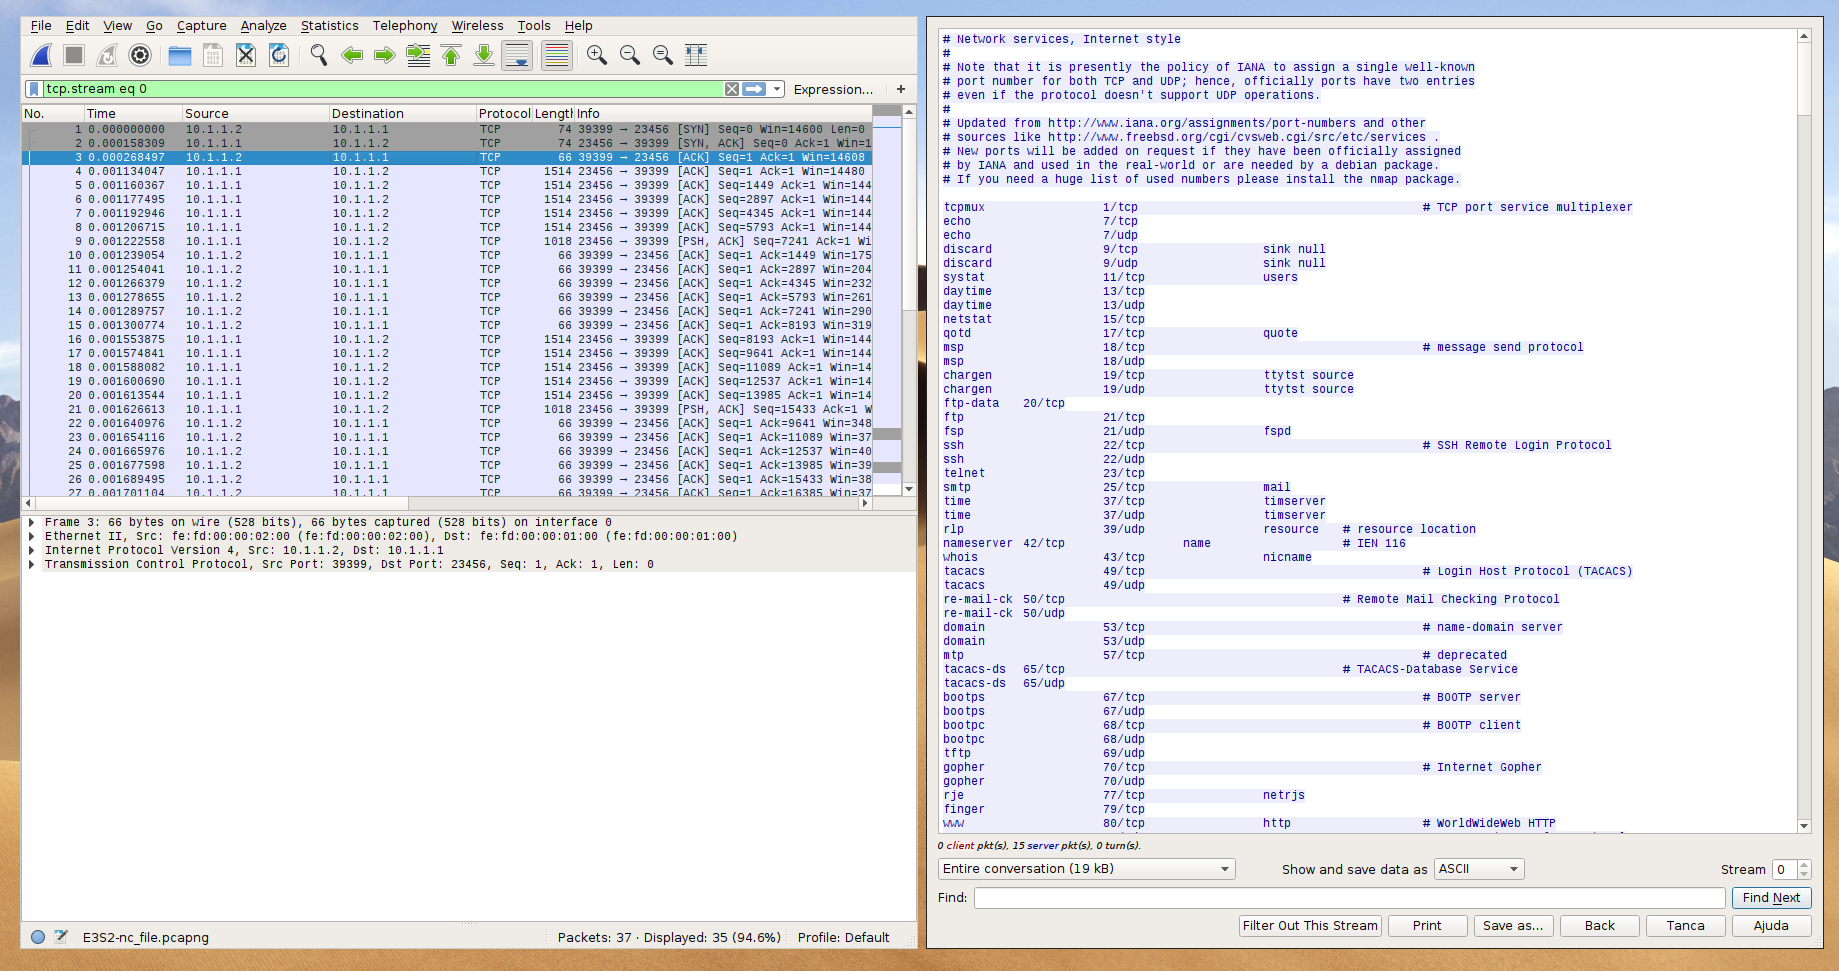 File Edit View Go Capture Analyze Statistics Telephony Wireless Tools Help
tcp.stream eq 0
Expression... +
No. Time Source Destination Protocol Length Info
1 0.000000000 10.1.1.2 10.1.1.1 TCP 74 39399 → 23456 [SYN] Seq=0 Win=14600 Len=0
2 0.000158309 10.1.1.1 10.1.1.2 TCP 74 23456 → 39399 [SYN, ACK] Seq=0 Ack=1 W
3 0.000268497 10.1.1.2 10.1.1.1 TCP 66 39399 → 23456 [ACK] Seq=1 Ack=1 Win=14608
4 0.001134047 10.1.1.1 10.1.1.2 TCP 1514 23456 → 39399 [ACK] Seq=1 Ack=1 Win=14480
5 0.001160367 10.1.1.1 10.1.1.2 TCP 1514 23456 → 39399 [ACK] Seq=1449 Ack=1 Win=144
6 0.001177495 10.1.1.1 10.1.1.2 TCP 1514 23456 → 39399 [ACK] Seq=2897 Ack=1 Win=144
7 0.001192946 10.1.1.1 10.1.1.2 TCP 1514 23456 → 39399 [ACK] Seq=4345 Ack=1 Win=144
8 0.001206715 10.1.1.1 10.1.1.2 TCP 1514 23456 → 39399 [ACK] Seq=5793 Ack=1 Win=144
9 0.001222558 10.1.1.1 10.1.1.2 TCP 1018 23456 → 39399 [PSH, ACK] Seq=7241 Ack=1 Wi
10 0.001239054 10.1.1.2 10.1.1.1 TCP 66 39399 → 23456 [ACK] Seq=1 Ack=1449 Win=175
11 0.001254041 10.1.1.2 10.1.1.1 TCP 66 39399 → 23456 [ACK] Seq=1 Ack=2897 Win=204
12 0.001266379 10.1.1.2 10.1.1.1 TCP 66 39399 → 23456 [ACK] Seq=1 Ack=4345 Win=232
13 0.001278655 10.1.1.2 10.1.1.1 TCP 66 39399 → 23456 [ACK] Seq=1 Ack=5793 Win=261
14 0.001289757 10.1.1.2 10.1.1.1 TCP 66 39399 → 23456 [ACK] Seq=1 Ack=7241 Win=290
15 0.001300774 10.1.1.2 10.1.1.1 TCP 66 39399 → 23456 [ACK] Seq=1 Ack=8193 Win=319
16 0.001553875 10.1.1.1 10.1.1.2 TCP 1514 23456 → 39399 [ACK] Seq=8193 Ack=1 Win=144
17 0.001574841 10.1.1.1 10.1.1.2 TCP 1514 23456 → 39399 [ACK] Seq=9641 Ack=1 Win=144
18 0.001588082 10.1.1.1 10.1.1.2 TCP 1514 23456 → 39399 [ACK] Seq=11089 Ack=1 Win=14
19 0.001600690 10.1.1.1 10.1.1.2 TCP 1514 23456 → 39399 [ACK] Seq=12537 Ack=1 Win=14
20 0.001613544 10.1.1.1 10.1.1.2 TCP 1514 23456 → 39399 [ACK] Seq=13985 Ack=1 Win=14
21 0.001626613 10.1.1.1 10.1.1.2 TCP 1018 23456 → 39399 [PSH, ACK] Seq=15433 Ack=1 W
22 0.001640976 10.1.1.2 10.1.1.1 TCP 66 39399 → 23456 [ACK] Seq=1 Ack=9641 Win=348
23 0.001654116 10.1.1.2 10.1.1.1 TCP 66 39399 → 23456 [ACK] Seq=1 Ack=11089 Win=37
24 0.001665976 10.1.1.2 10.1.1.1 TCP 66 39399 → 23456 [ACK] Seq=1 Ack=12537 Win=40
25 0.001677598 10.1.1.2 10.1.1.1 TCP 66 39399 → 23456 [ACK] Seq=1 Ack=13985 Win=39
26 0.001689495 10.1.1.2 10.1.1.1 TCP 66 39399 → 23456 [ACK] Seq=1 Ack=15433 Win=38
27 0.001701104 10.1.1.2 10.1.1.1 TCP 66 39399 → 23456 [ACK] Seq=1 Ack=16385 Win=37
Frame 3: 66 bytes on wire (528 bits), 66 bytes captured (528 bits) on interface 0
Ethernet II, Src: fe:fd:00:00:02:00 (fe:fd:00:00:02:00), Dst: fe:fd:00:00:01:00 (fe:fd:00:00:01:00)
Internet Protocol Version 4, Src: 10.1.1.2, Dst: 10.1.1.1
Transmission Control Protocol, Src Port: 39399, Dst Port: 23456, Seq: 1, Ack: 1, Len: 0
E3S2-nc_file.pcapng Packets: 37 · Displayed: 35 (94.6%) Profile: Default
# Network services, Internet style
#
# Note that it is presently the policy of IANA to assign a single well-known
# port number for both TCP and UDP; hence, officially ports have two entries
# even if the protocol doesn't support UDP operations.
#
# Updated from http://www.iana.org/assignments/port-numbers and other
# sources like http://www.freebsd.org/cgi/cvsweb.cgi/src/etc/services .
# New ports will be added on request if they have been officially assigned
# by IANA and used in the real-world or are needed by a debian package.
# If you need a huge list of used numbers please install the nmap package.
tcpmux 1/tcp # TCP port service multiplexer
echo 7/tcp
echo 7/udp
discard 9/tcp sink null
discard 9/udp sink null
systat 11/tcp users
daytime 13/tcp
daytime 13/udp
netstat 15/tcp
qotd 17/tcp quote
msp 18/tcp # message send protocol
msp 18/udp
chargen 19/tcp ttytst source
chargen 19/udp ttytst source
ftp-data 20/tcp
ftp 21/tcp
fsp 21/udp fspd
ssh 22/tcp # SSH Remote Login Protocol
ssh 22/udp
telnet 23/tcp
smtp 25/tcp mail
time 37/tcp timserver
time 37/udp timserver
rlp 39/udp resource # resource location
nameserver 42/tcp name # IEN 116
whois 43/tcp nicname
tacacs 49/tcp # Login Host Protocol (TACACS)
tacacs 49/udp
re-mail-ck 50/tcp # Remote Mail Checking Protocol
re-mail-ck 50/udp
domain 53/tcp # name-domain server
domain 53/udp
mtp 57/tcp # deprecated
tacacs-ds 65/tcp # TACACS-Database Service
tacacs-ds 65/udp
bootps 67/tcp # BOOTP server
bootps 67/udp
bootpc 68/tcp # BOOTP client
bootpc 68/udp
tftp 69/udp
gopher 70/tcp # Internet Gopher
gopher 70/udp
rje 77/tcp netrjs
finger 79/tcp
www 80/tcp http # WorldWideWeb HTTP
0 client pkt(s), 15 server pkt(s), 0 turn(s).
Entire conversation (19 kB) Show and save data as ASCII Stream 0
Find: Find Next
Filter Out This Stream Print Save as... Back Tanca Ajuda